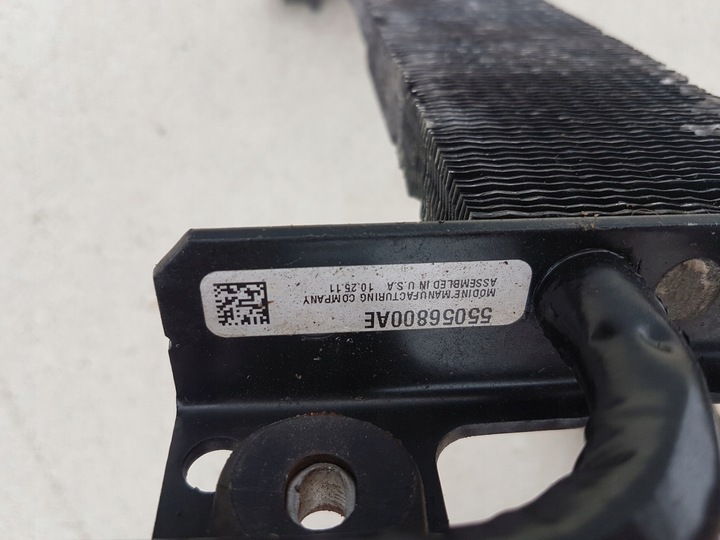 55056800AE
MODINE MANUFACTURING COMPANY
ASSEMBLED IN U.S.A 10.25.11